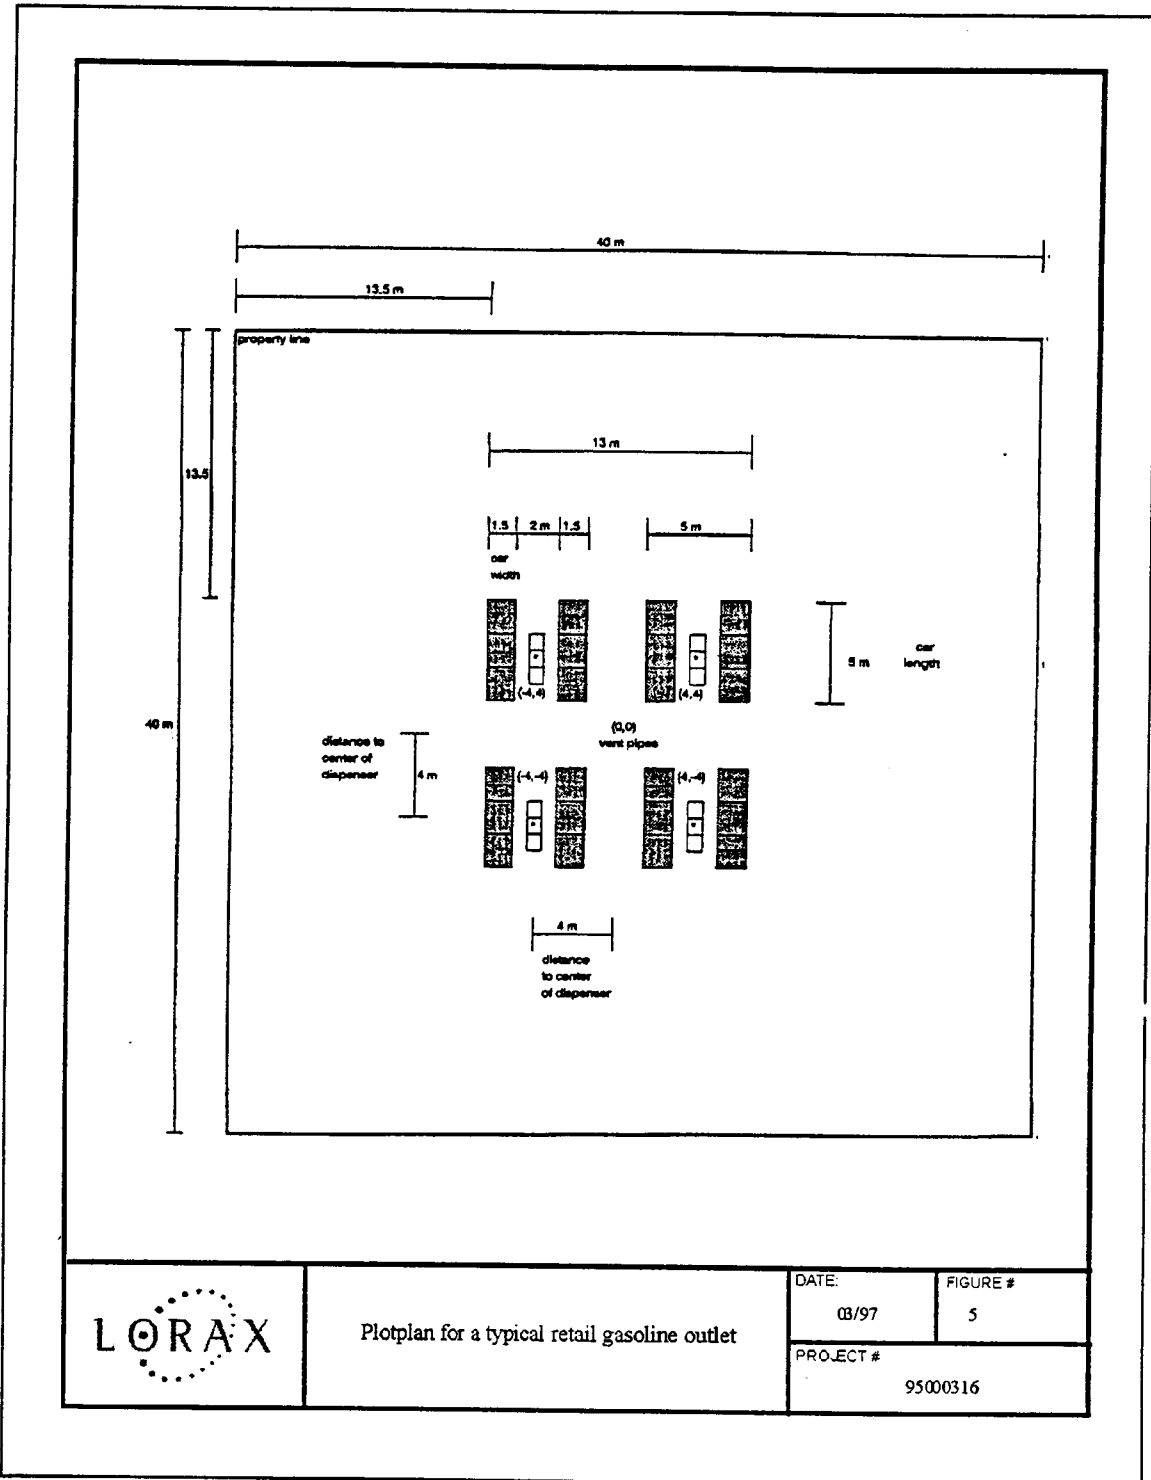 40 m
13.5 m
property line
13.5
13 m
1.5 2 m 1.5 5 m
car
width
5 m
car
length
(-4,4) (4,4)
40 m
(0,0)
vent pipes
distance to
center of
dispenser
4 m
(-4,-4) (4,-4)
4 m
distance
to center
of dispenser
LORAX
Plotplan for a typical retail gasoline outlet
DATE:
03/97
FIGURE #
5
PROJECT #
95000316